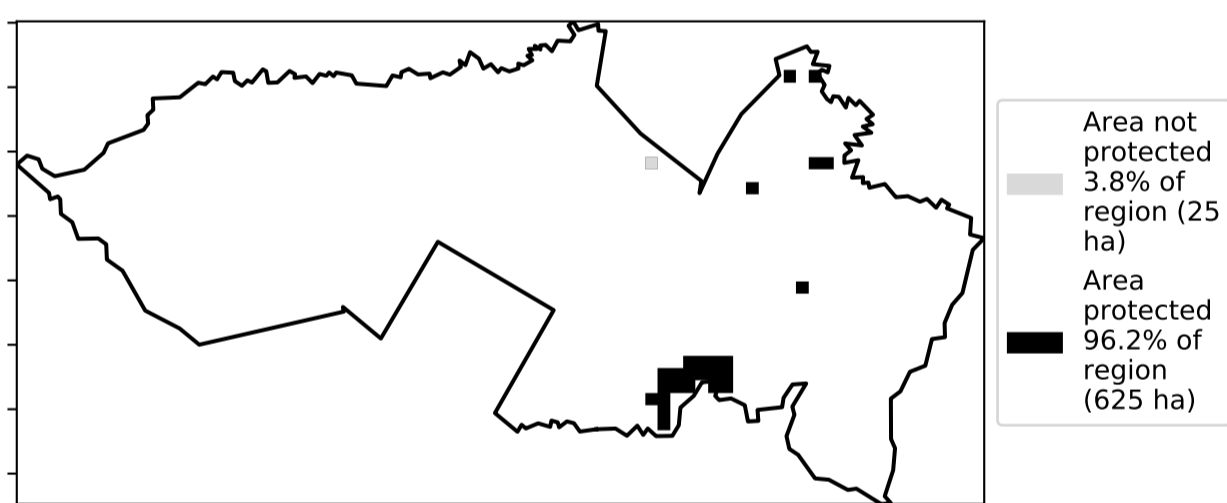 Area not
protected
3.8% of
region (25
ha)
Area
protected
96.2% of
region
(625 ha)